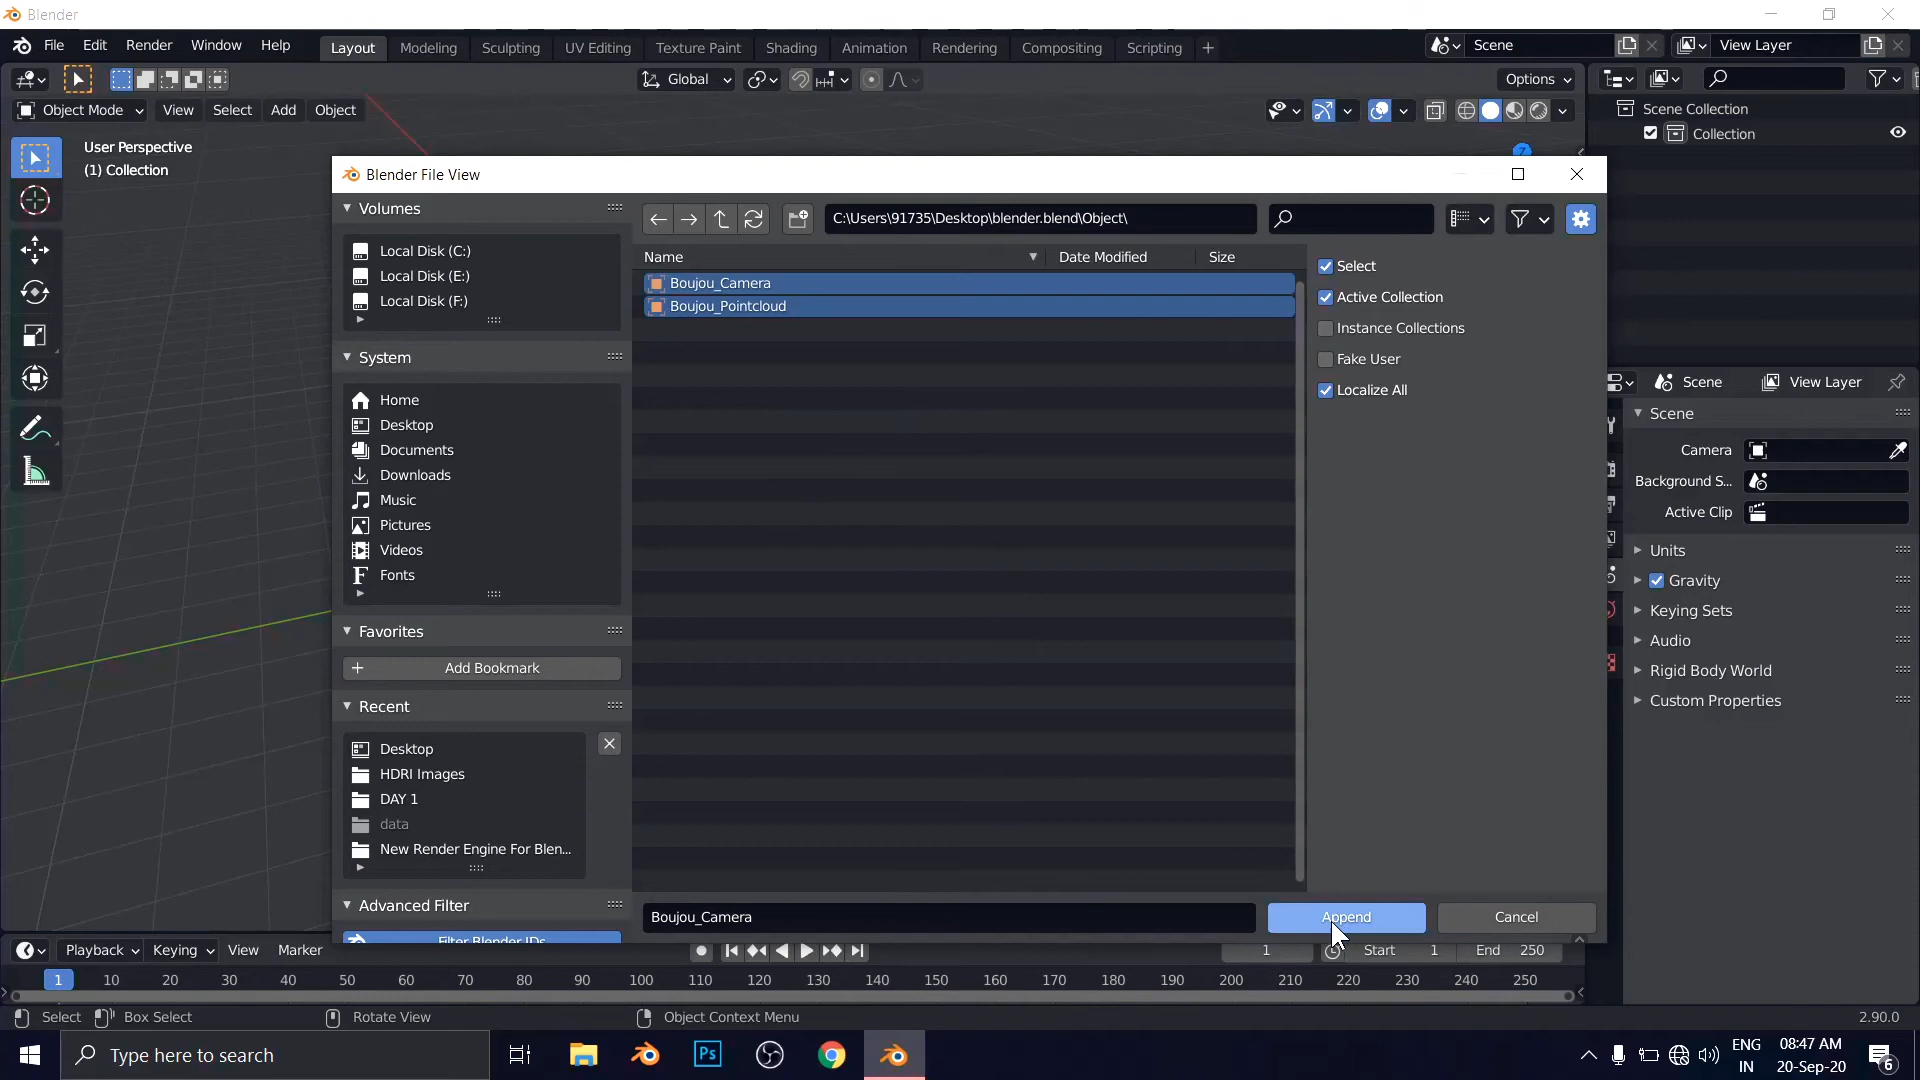 Blender
File Edit Render Window Help Layout Modeling Sculpting UV Editing Texture Paint Shading Animation Rendering Compositing Scripting + Scene View Layer
Global Options
Object Mode View Select Add Object
Scene Collection
Collection
User Perspective
(1) Collection
Blender File View
Volumes
Local Disk (C:)
Local Disk (E:)
Local Disk (F:)
System
Home
Desktop
Documents
Downloads
Music
Pictures
Videos
Fonts
Favorites
Add Bookmark
Recent
Desktop
HDRI Images
DAY 1
data
New Render Engine For Blen...
Advanced Filter
Filter Blender IDs
C:\Users\91735\Desktop\blender.blend\Object\
Name Date Modified Size
Boujou_Camera
Boujou_Pointcloud
Select
Active Collection
Instance Collections
Fake User
Localize All
Boujou_Camera Append Cancel
Scene View Layer
Scene
Camera
Background S...
Active Clip
Units
Gravity
Keying Sets
Audio
Rigid Body World
Custom Properties
Playback Keying View Marker 1 Start 1 End 250
1 10 20 30 40 50 60 70 80 90 100 110 120 130 140 150 160 170 180 190 200 210 220 230 240 250
Select Box Select Rotate View Object Context Menu 2.90.0
Type here to search
Ps
ENG
IN
08:47 AM
20-Sep-20
6